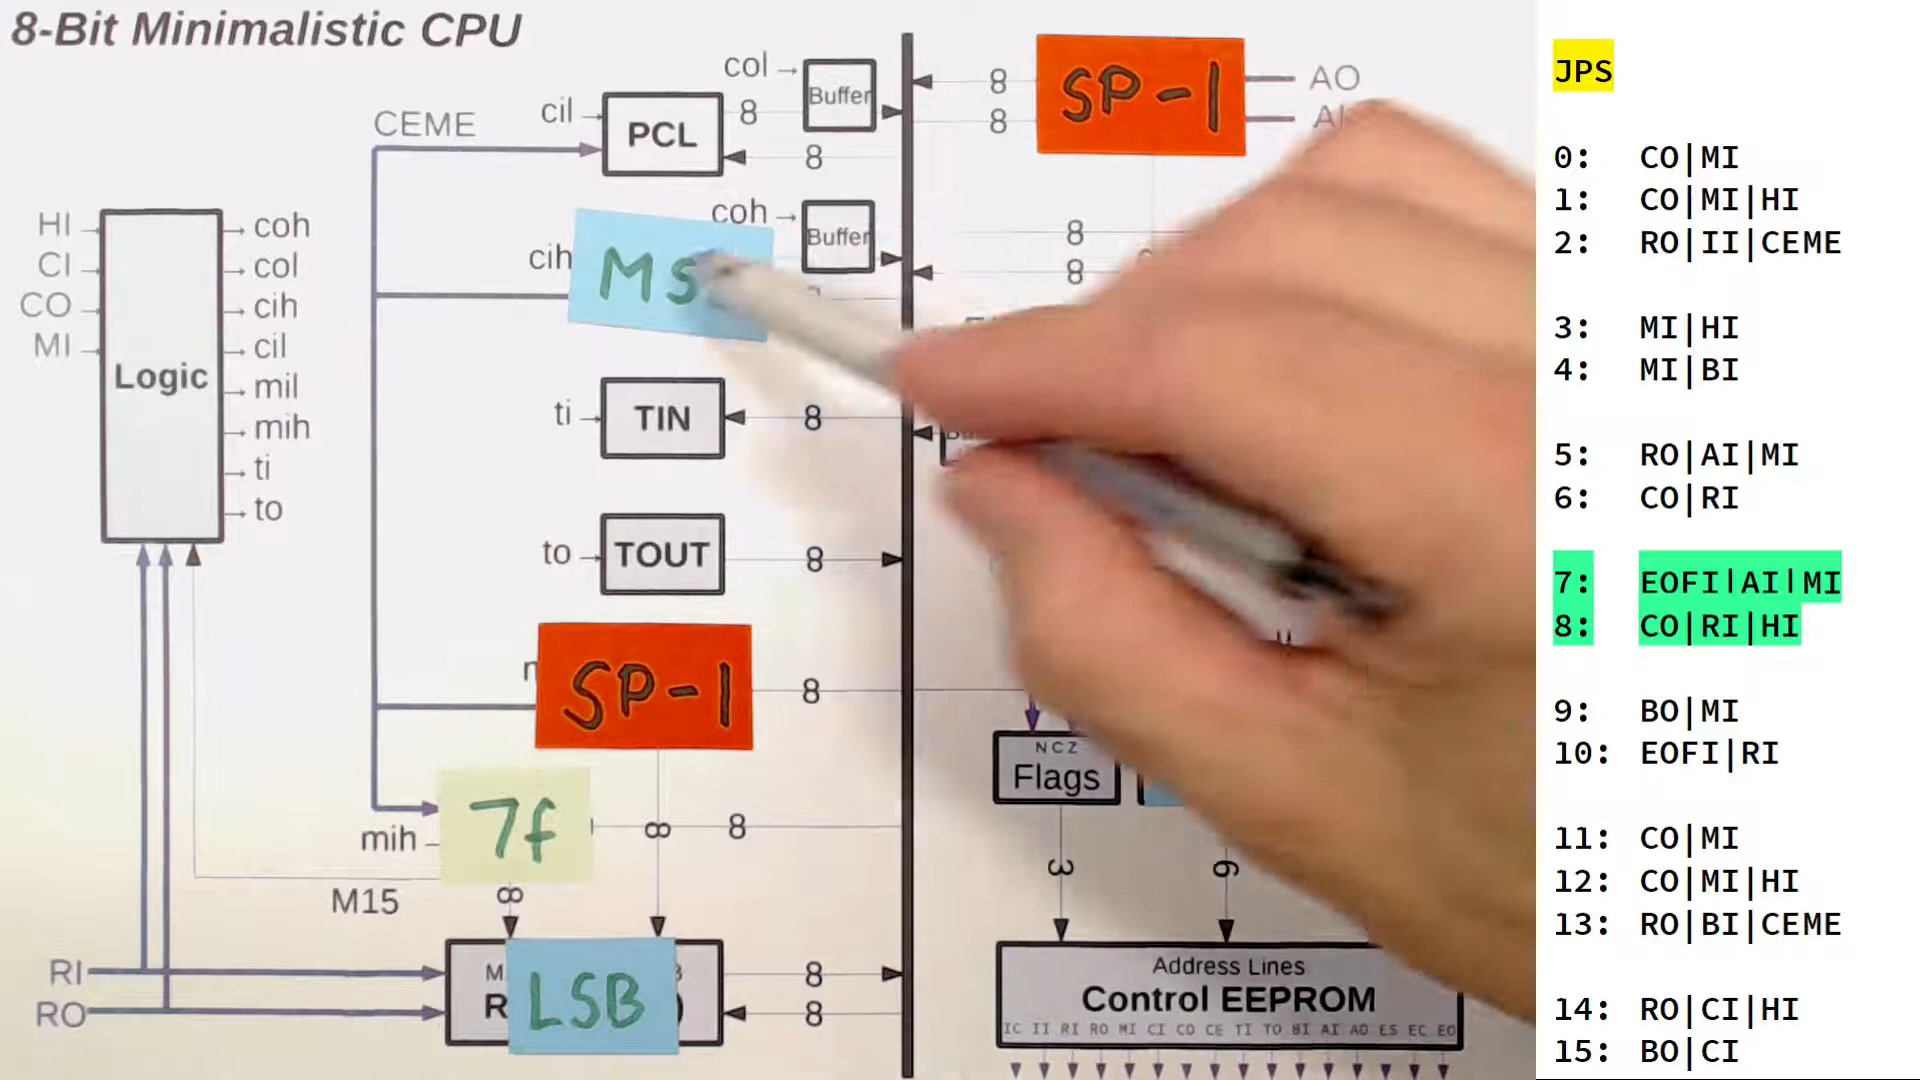 8-Bit Minimalistic CPU
col
Buffer
8
SP-1
AO
AI
CEME
cil
PCL
8
8
8
coh
Buffer
8
8
cih
MS
HI
CI
CO
MI
Logic
coh
col
cih
cil
mil
mih
ti
to
ti
TIN
8
to
TOUT
8
SP-1
8
7f
8
8
8
mih
M15
RI
RO
LSB
8
8
NCZ
Flags
3
6
Address Lines
Control EEPROM
IC II RI RO MI CI CO CE TI TO BI AI AO ES EC EO
JPS
0: CO|MI
1: CO|MI|HI
2: RO|II|CEME
3: MI|HI
4: MI|BI
5: RO|AI|MI
6: CO|RI
7: EOFI|AI|MI
8: CO|RI|HI
9: BO|MI
10: EOFI|RI
11: CO|MI
12: CO|MI|HI
13: RO|BI|CEME
14: RO|CI|HI
15: BO|CI